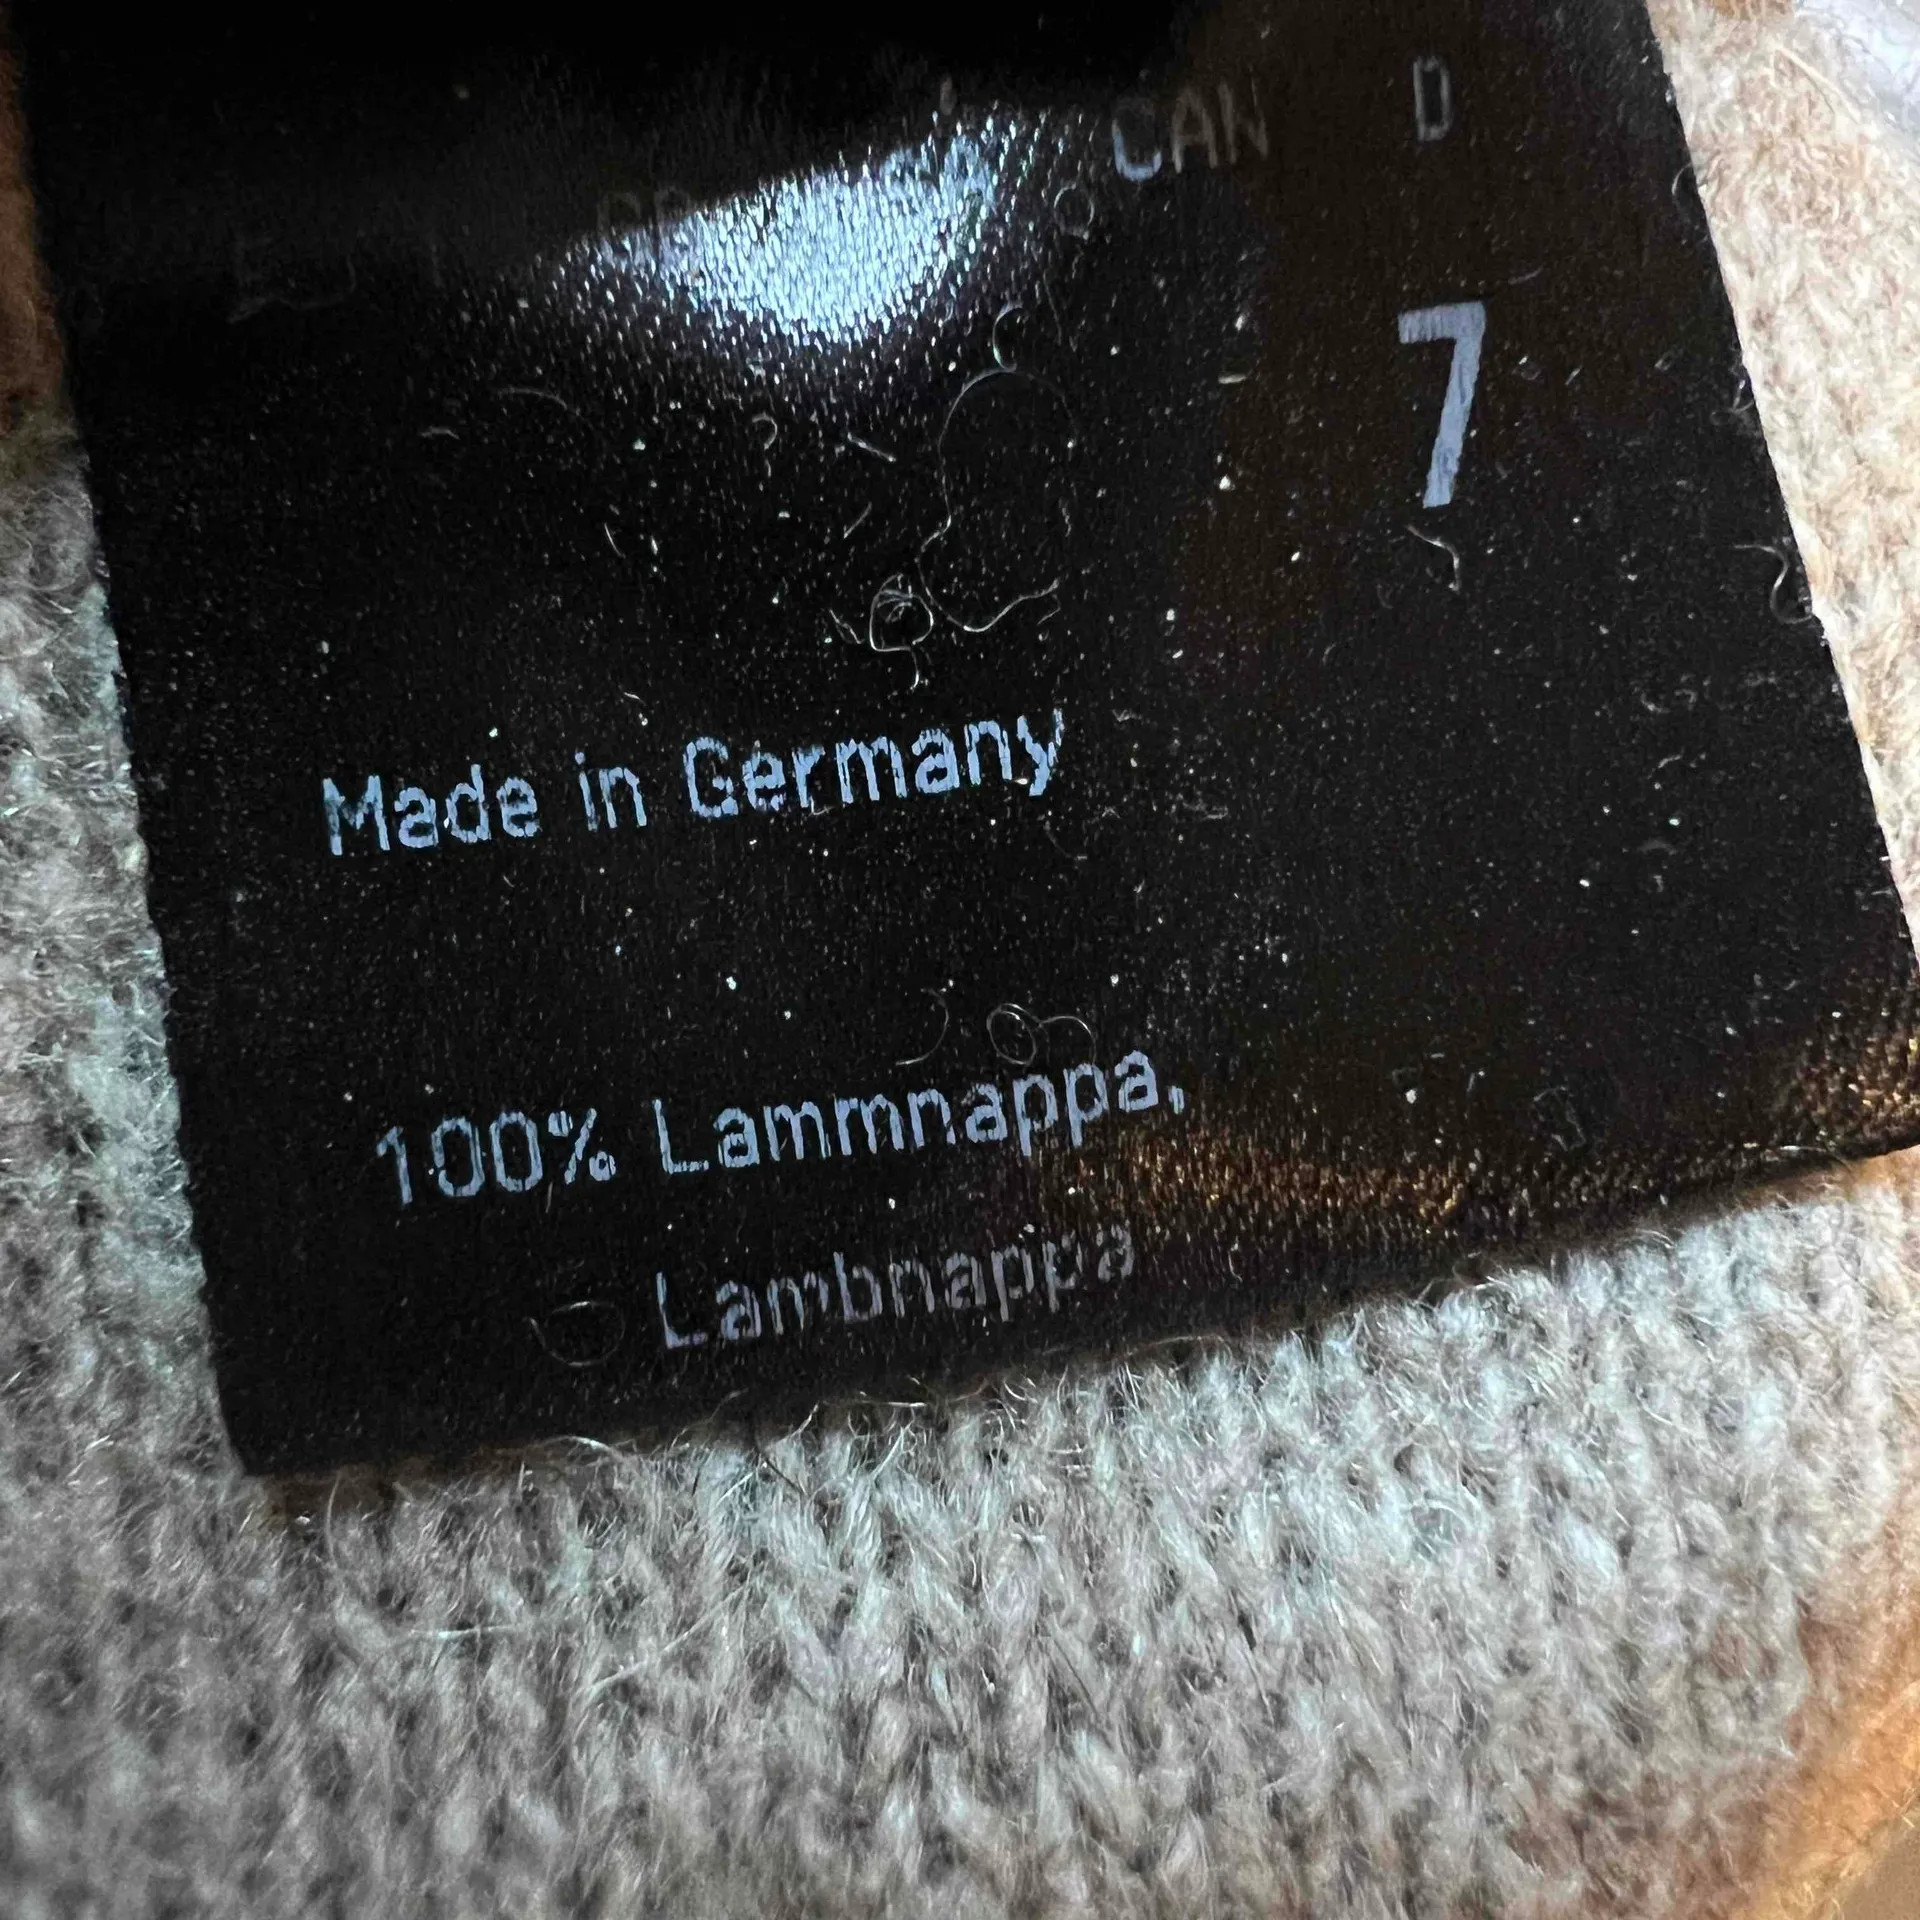 CAN D
7
Made in Germany
100% Lammnappa,
Lambnappa